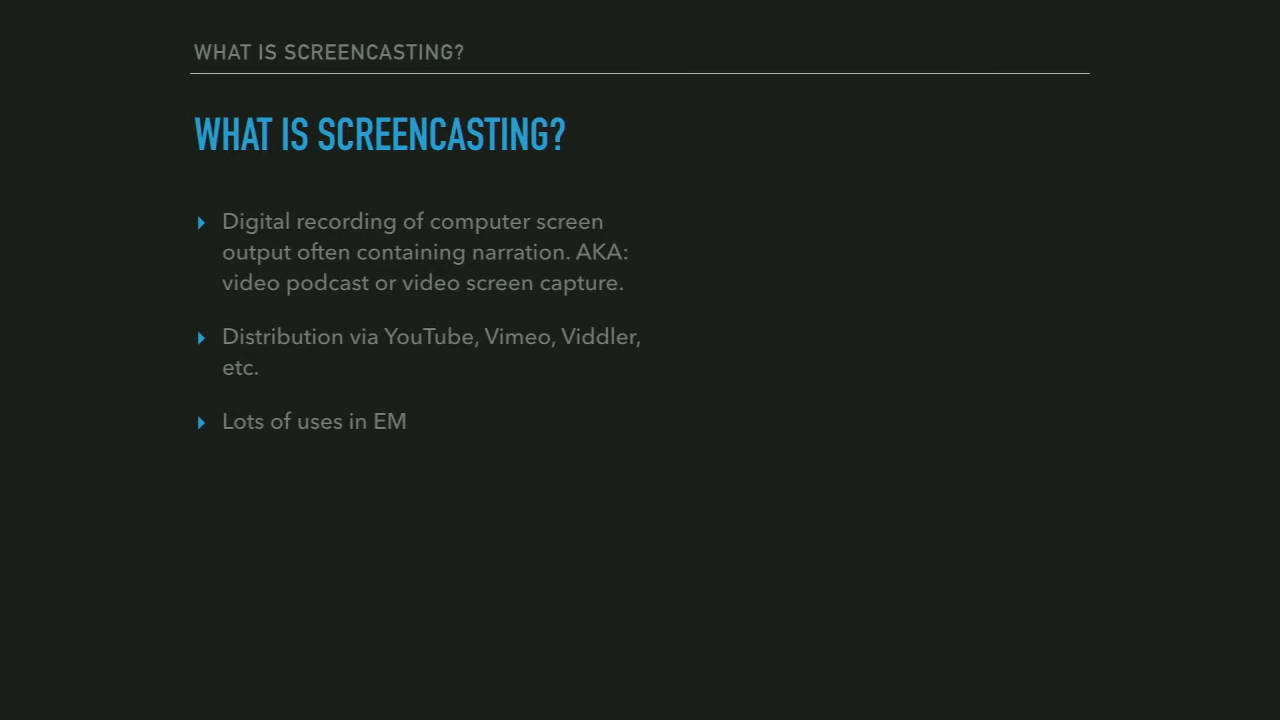 WHAT IS SCREENCASTING?
WHAT IS SCREENCASTING?
Digital recording of computer screen
output often containing narration. AKA:
video podcast or video screen capture.
Distribution via YouTube, Vimeo, Viddler,
etc.
Lots of uses in EM